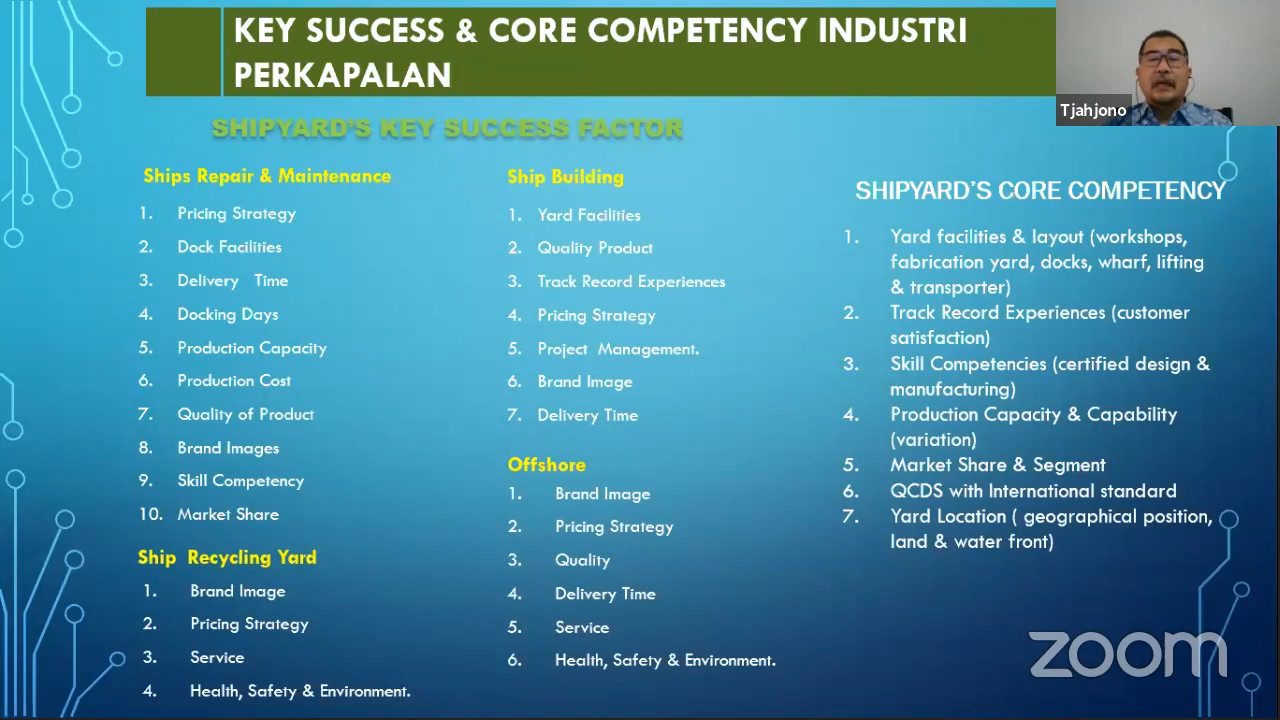 KEY SUCCESS & CORE COMPETENCY INDUSTRI
PERKAPALAN
Tjahjono
SHIPYARD'S KEY SUCCESS FACTOR
Ships Repair & Maintenance
1. Pricing Strategy
2. Dock Facilities
3. Delivery Time
4. Docking Days
5. Production Capacity
6. Production Cost
7. Quality of Product
8. Brand Images
9. Skill Competency
10. Market Share
Ship Recycling Yard
1. Brand Image
2. Pricing Strategy
3. Service
4. Health, Safety & Environment.
Ship Building
1. Yard Facilities
2. Quality Product
3. Track Record Experiences
4. Pricing Strategy
5. Project Management.
6. Brand Image
7. Delivery Time
Offshore
1. Brand Image
2. Pricing Strategy
3. Quality
4. Delivery Time
5. Service
6. Health, Safety & Environment.
SHIPYARD'S CORE COMPETENCY
1. Yard facilities & layout (workshops,
fabrication yard, docks, wharf, lifting
& transporter)
2. Track Record Experiences (customer
satisfaction)
3. Skill Competencies (certified design &
manufacturing)
4. Production Capacity & Capability
(variation)
5. Market Share & Segment
6. QCDS with International standard
7. Yard Location ( geographical position,
land & water front)
zoom